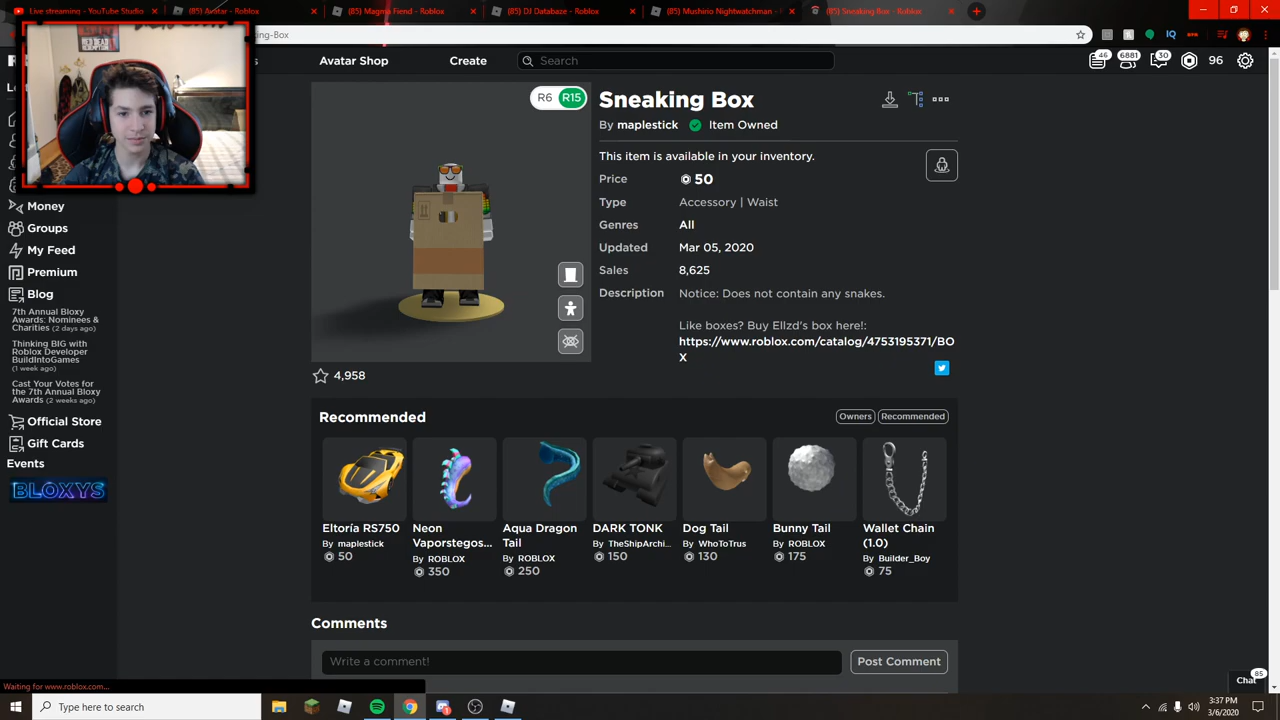 Live streaming - YouTube Studio
(85) Avatar - Roblox
(85) Magma Fiend - Roblox
(85) DJ Database - Roblox
(85) Mushirio Nightwatchman -
(85) Sneaking Box - Roblox
king-Box
Avatar Shop
Create
Search
46
6881
30
96
Money
Groups
My Feed
Premium
Blog
7th Annual Bloxy
Awards: Nominees &
Charities (2 days ago)
Thinking BIG with
Roblox Developer
BuildIntoGames
(1 week ago)
Cast Your Votes for
the 7th Annual Bloxy
Awards (2 weeks ago)
Official Store
Gift Cards
Events
BLOXYS
R6 R15
4,958
Sneaking Box
By maplestick Item Owned
This item is available in your inventory.
Price 50
Type Accessory | Waist
Genres All
Updated Mar 05, 2020
Sales 8,625
Description Notice: Does not contain any snakes.
Like boxes? Buy Ellzd's box here!:
https://www.roblox.com/catalog/4753195371/BO
X
Recommended
Owners Recommended
Eltoría RS750
By maplestick
50
Neon
Vaporstegos...
By ROBLOX
350
Aqua Dragon
Tail
By ROBLOX
250
DARK TONK
By TheShipArchi...
150
Dog Tail
By WhoToTrus
130
Bunny Tail
By ROBLOX
175
Wallet Chain
(1.0)
By Builder_Boy
75
Comments
Write a comment!
Post Comment
Chat
85
Waiting for www.roblox.com...
Type here to search
3:37 PM
3/6/2020